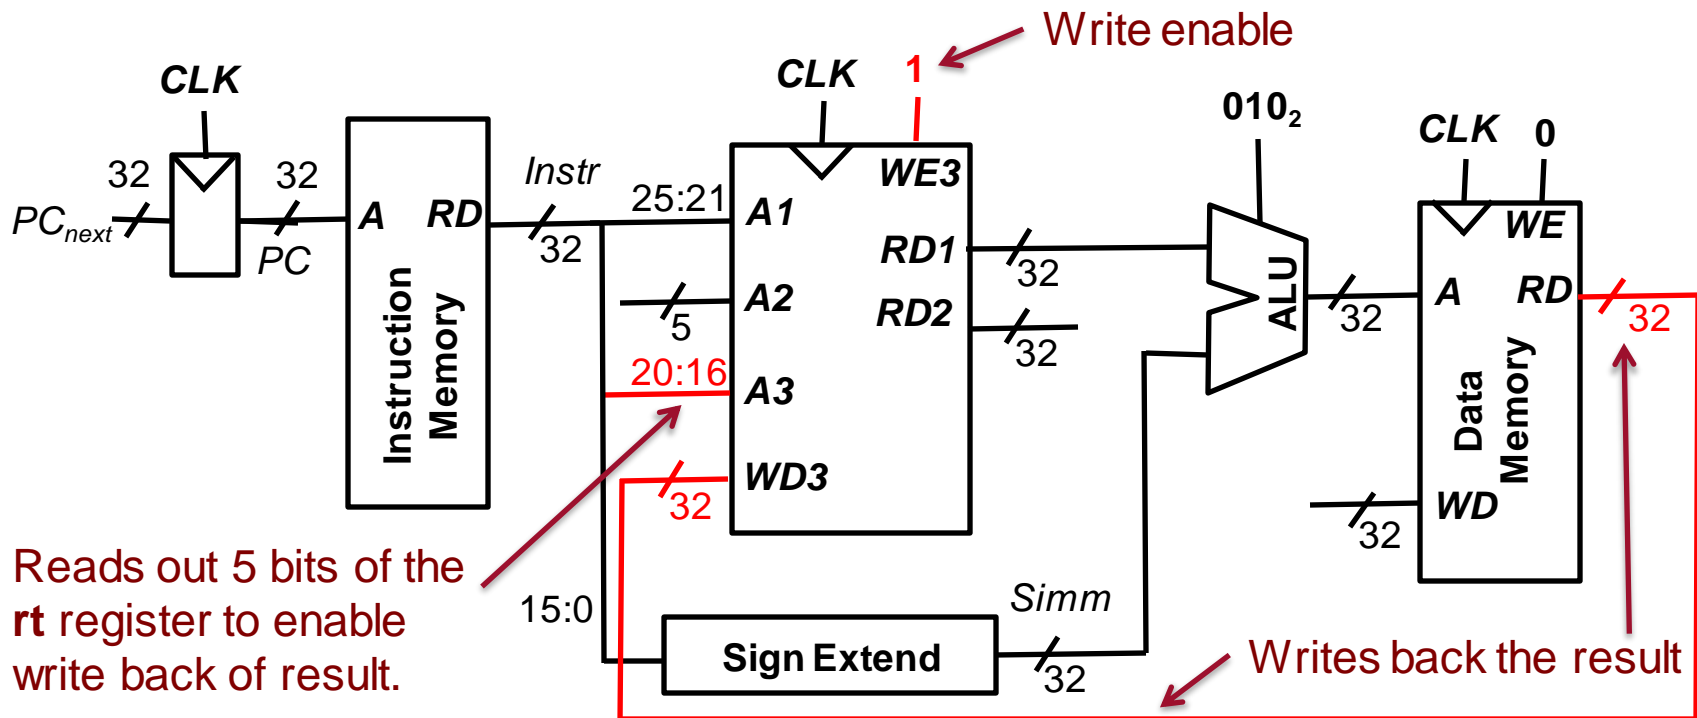 Write enable
CLK
1
CLK
010₂
CLK
0
32
32
Instr
25:21
WE3
WE
PCnext
PC
A
RD
32
A1
RD1
32
A2
5
RD2
32
ALU
32
A
RD
32
Instruction
Memory
20:16
A3
Data
Memory
WD3
32
WD
32
Reads out 5 bits of the
rt register to enable
write back of result.
15:0
Simm
Sign Extend
32
Writes back the result